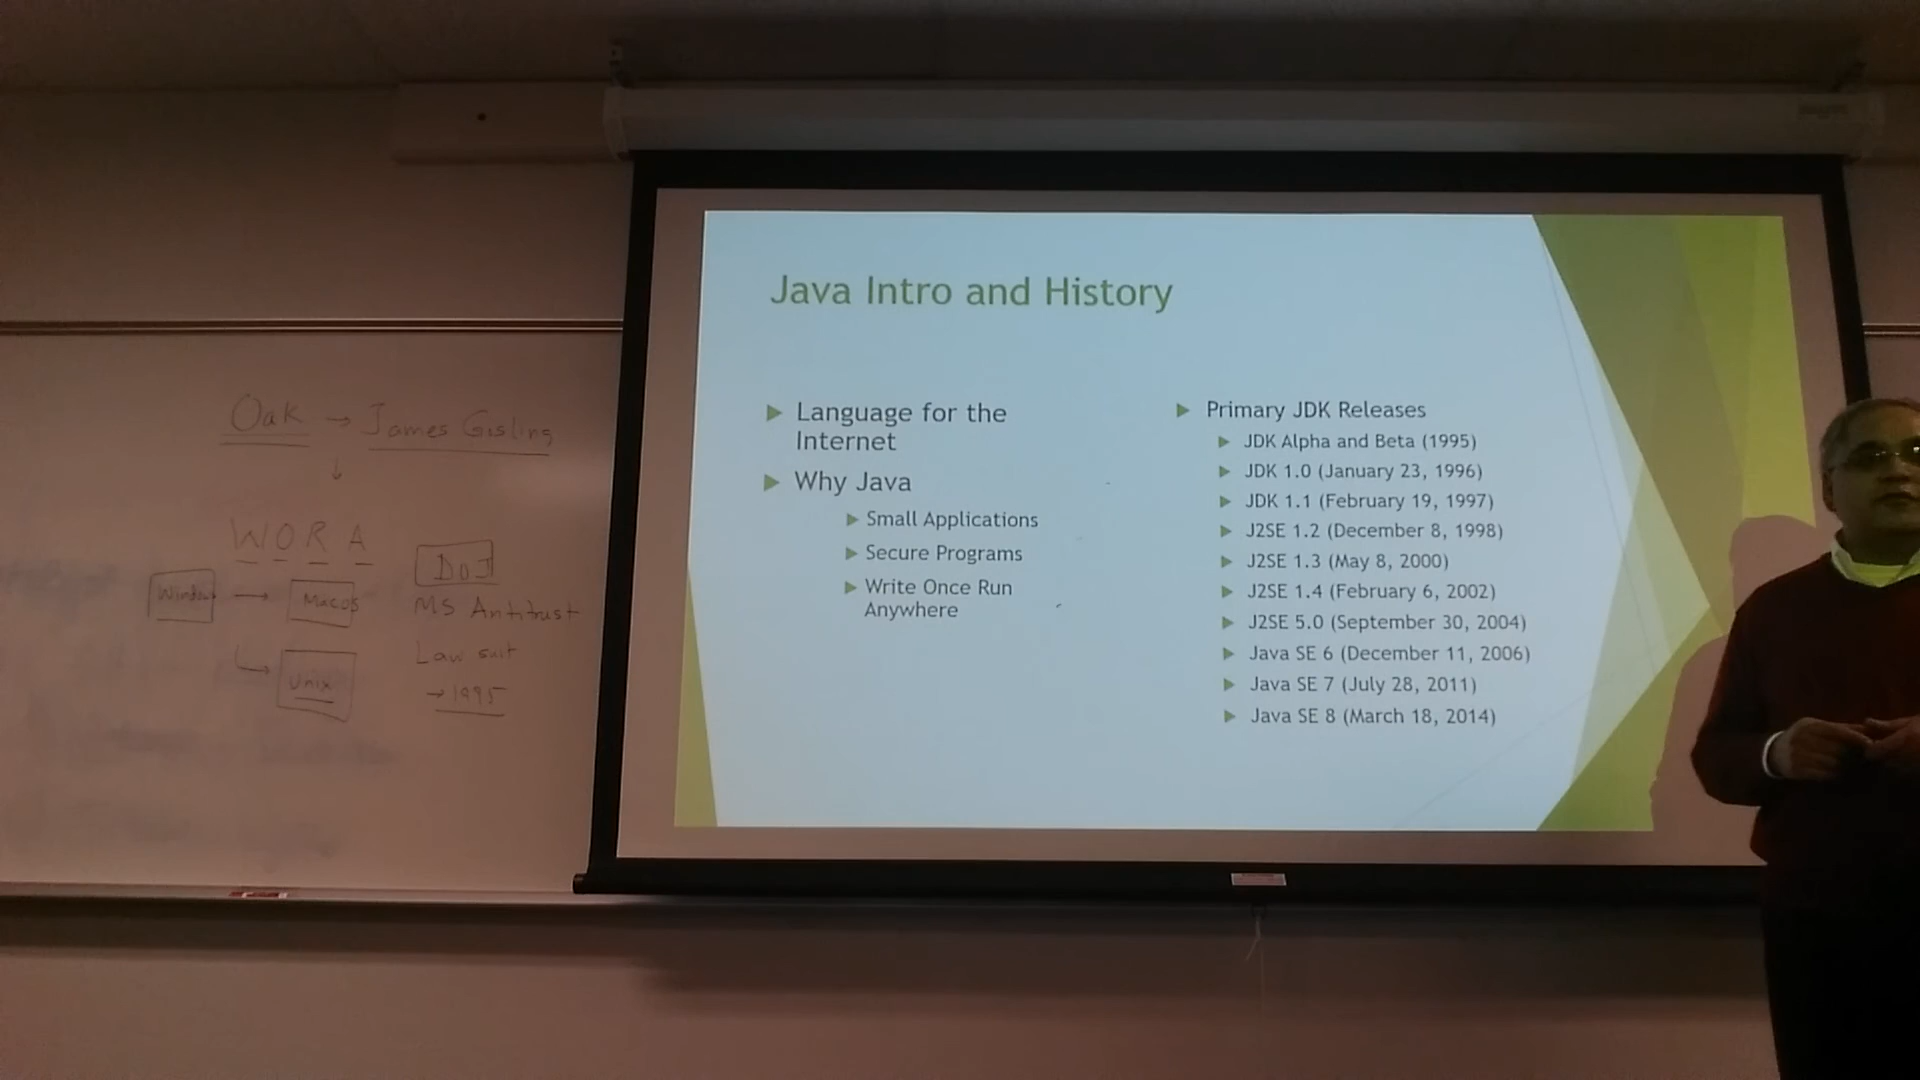 Oak → James Gisling
W O R A
Window → Macos
Unix
DoJ
MS Antitrust
Law suit
→ 1995
Java Intro and History
Language for the
Internet
Why Java
Small Applications
Secure Programs
Write Once Run
Anywhere
Primary JDK Releases
JDK Alpha and Beta (1995)
JDK 1.0 (January 23, 1996)
JDK 1.1 (February 19, 1997)
J2SE 1.2 (December 8, 1998)
J2SE 1.3 (May 8, 2000)
J2SE 1.4 (February 6, 2002)
J2SE 5.0 (September 30, 2004)
Java SE 6 (December 11, 2006)
Java SE 7 (July 28, 2011)
Java SE 8 (March 18, 2014)